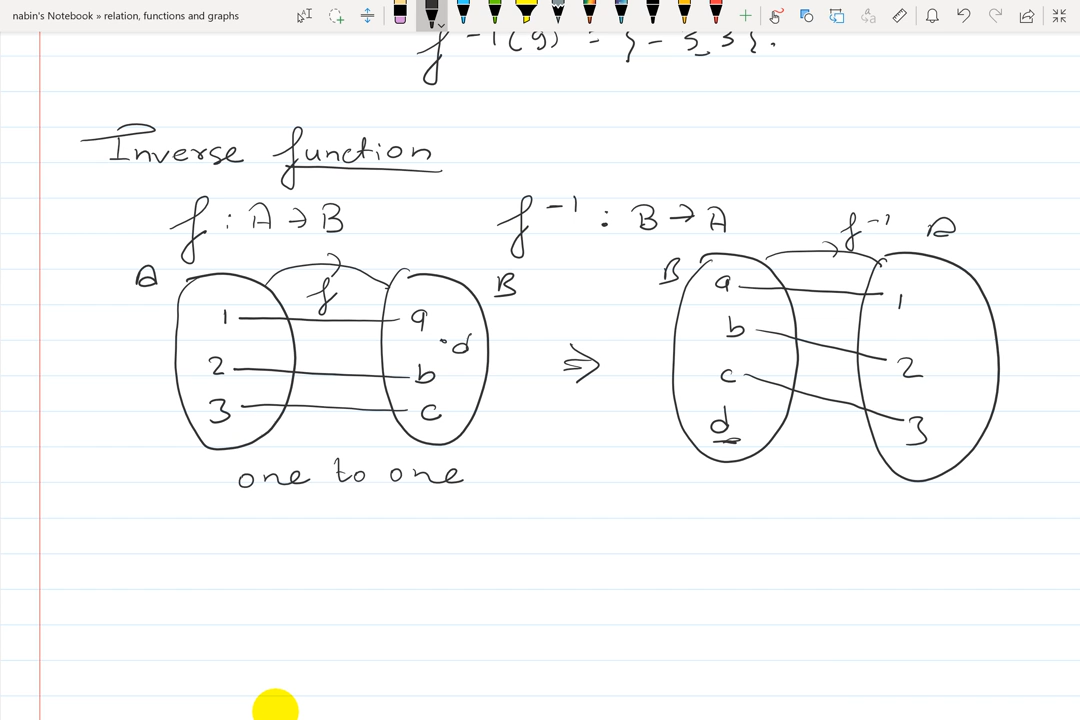 nabin's Notebook » relation, functions and graphs
Inverse function
f : A → B
f⁻¹ : B → A
f⁻¹
A
A
f
B
B
1
a
.d
2
b
3
c
⇒
a
1
b
2
c
3
d
one to one